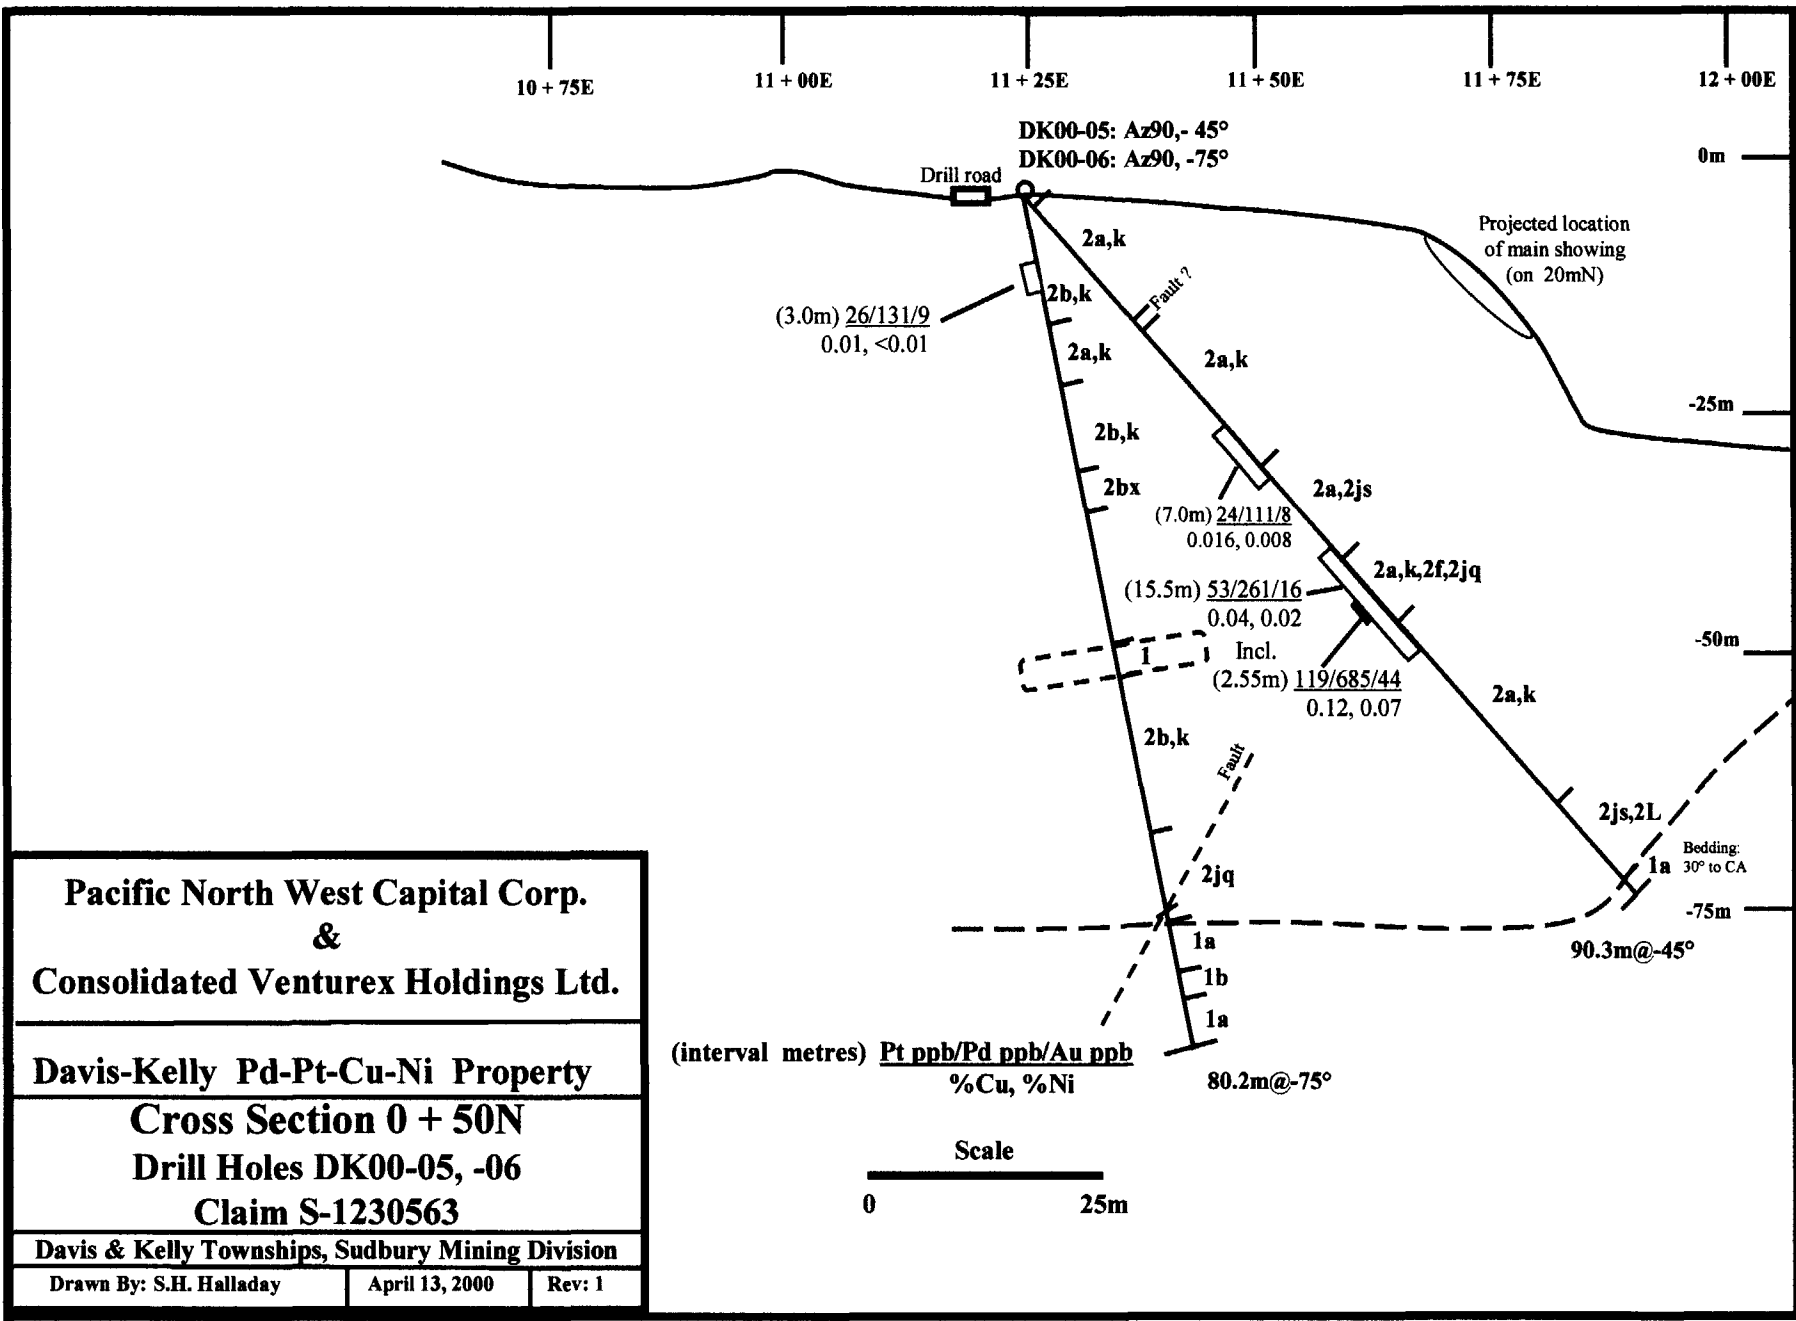 10 + 75E
11 + 00E
11 + 25E
11 + 50E
11 + 75E
12 + 00E
DK00-05: Az90,- 45°
DK00-06: Az90, -75°
0m
Drill road
Projected location
of main showing
(on 20mN)
2a,k
Fault ?
2b,k
(3.0m) 26/131/9
0.01, <0.01
2a,k
2a,k
-25m
2b,k
2bx
2a,2js
(7.0m) 24/111/8
0.016, 0.008
2a,k,2f,2jq
(15.5m) 53/261/16
0.04, 0.02
-50m
1
Incl.
(2.55m) 119/685/44
0.12, 0.07
2a,k
2b,k
Fault
2js,2L
Bedding:
30° to CA
1a
2jq
-75m
1a
90.3m@-45°
1b
1a
(interval metres) Pt ppb/Pd ppb/Au ppb
%Cu, %Ni
80.2m@-75°
Scale
0
25m
Pacific North West Capital Corp.
&
Consolidated Venturex Holdings Ltd.
Davis-Kelly Pd-Pt-Cu-Ni Property
Cross Section 0 + 50N
Drill Holes DK00-05, -06
Claim S-1230563
Davis & Kelly Townships, Sudbury Mining Division
Drawn By: S.H. Halladay
April 13, 2000
Rev: 1